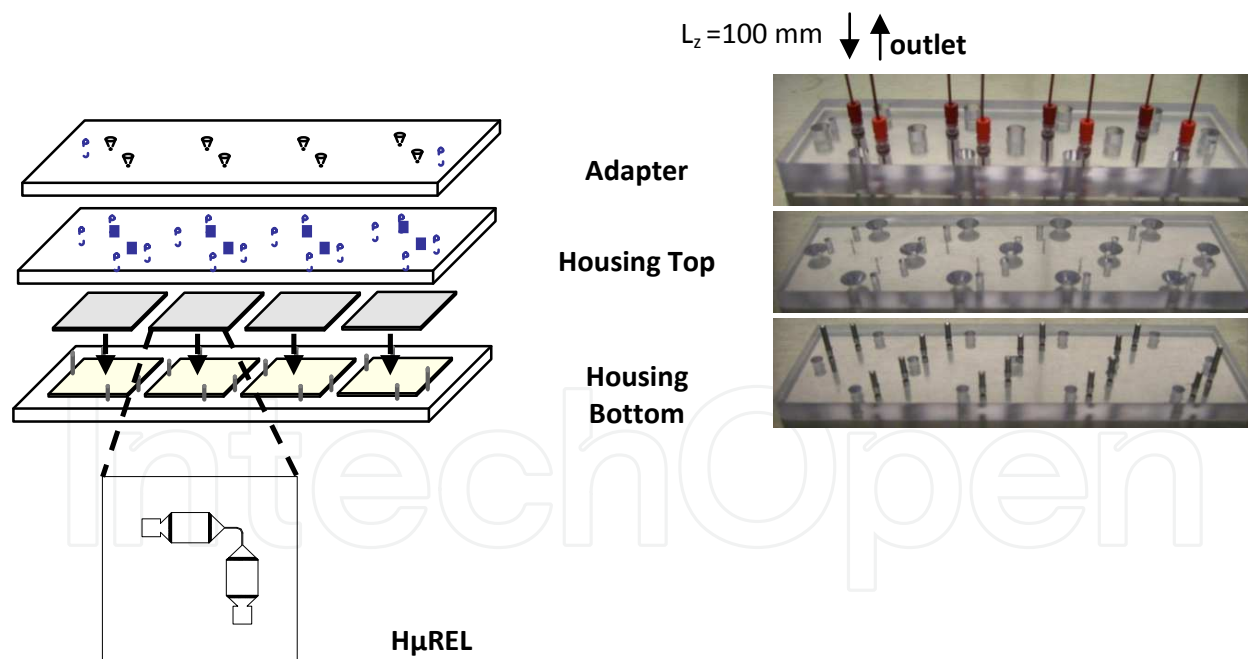 L_z =100 mm
outlet
Adapter
Housing Top
Housing
Bottom
IntechOpen
HµREL